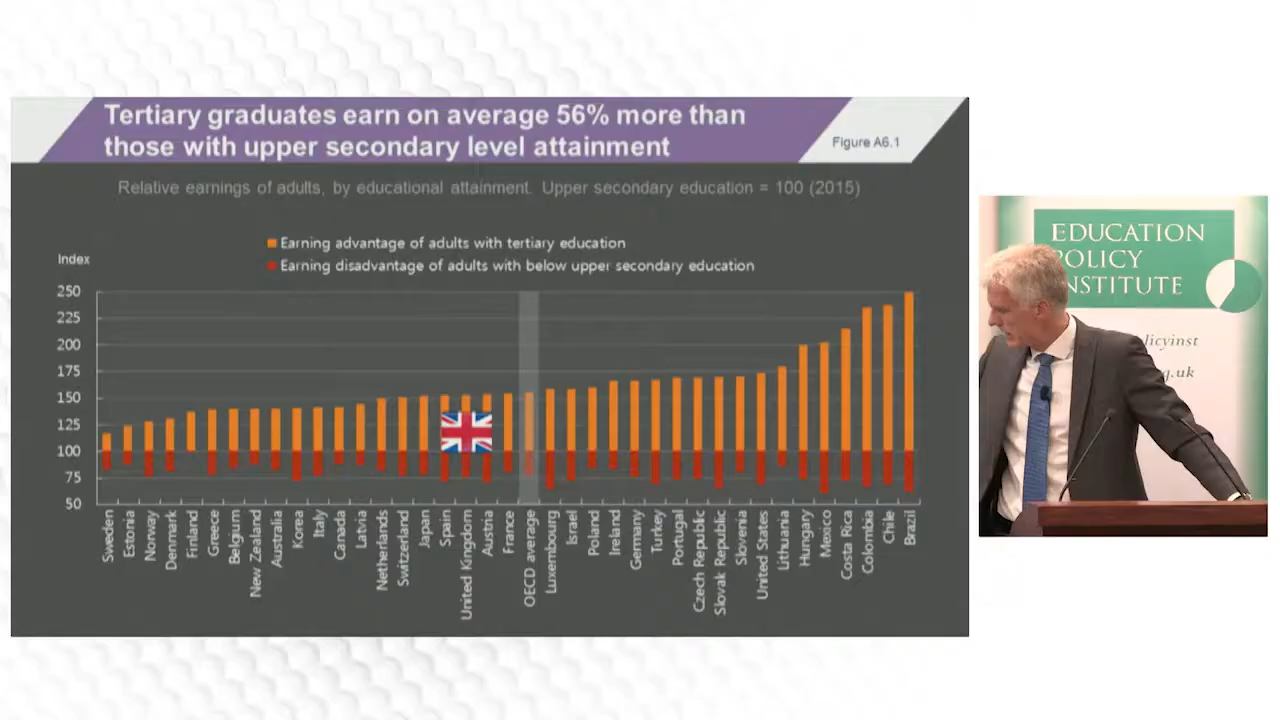 Tertiary graduates earn on average 56% more than
those with upper secondary level attainment
Figure A6.1
Relative earnings of adults, by educational attainment. Upper secondary education = 100 (2015)
Earning advantage of adults with tertiary education
Earning disadvantage of adults with below upper secondary education
Index
250
225
200
175
150
125
100
75
50
Sweden
Estonia
Norway
Denmark
Finland
Greece
Belgium
New Zealand
Australia
Korea
Italy
Canada
Latvia
Netherlands
Switzerland
Japan
Spain
United Kingdom
Austria
France
OECD average
Luxembourg
Israel
Poland
Ireland
Germany
Turkey
Portugal
Czech Republic
Slovak Republic
Slovenia
United States
Lithuania
Hungary
Mexico
Costa Rica
Colombia
Chile
Brazil
EDUCATION
POLICY
INSTITUTE
licyinst
.uk